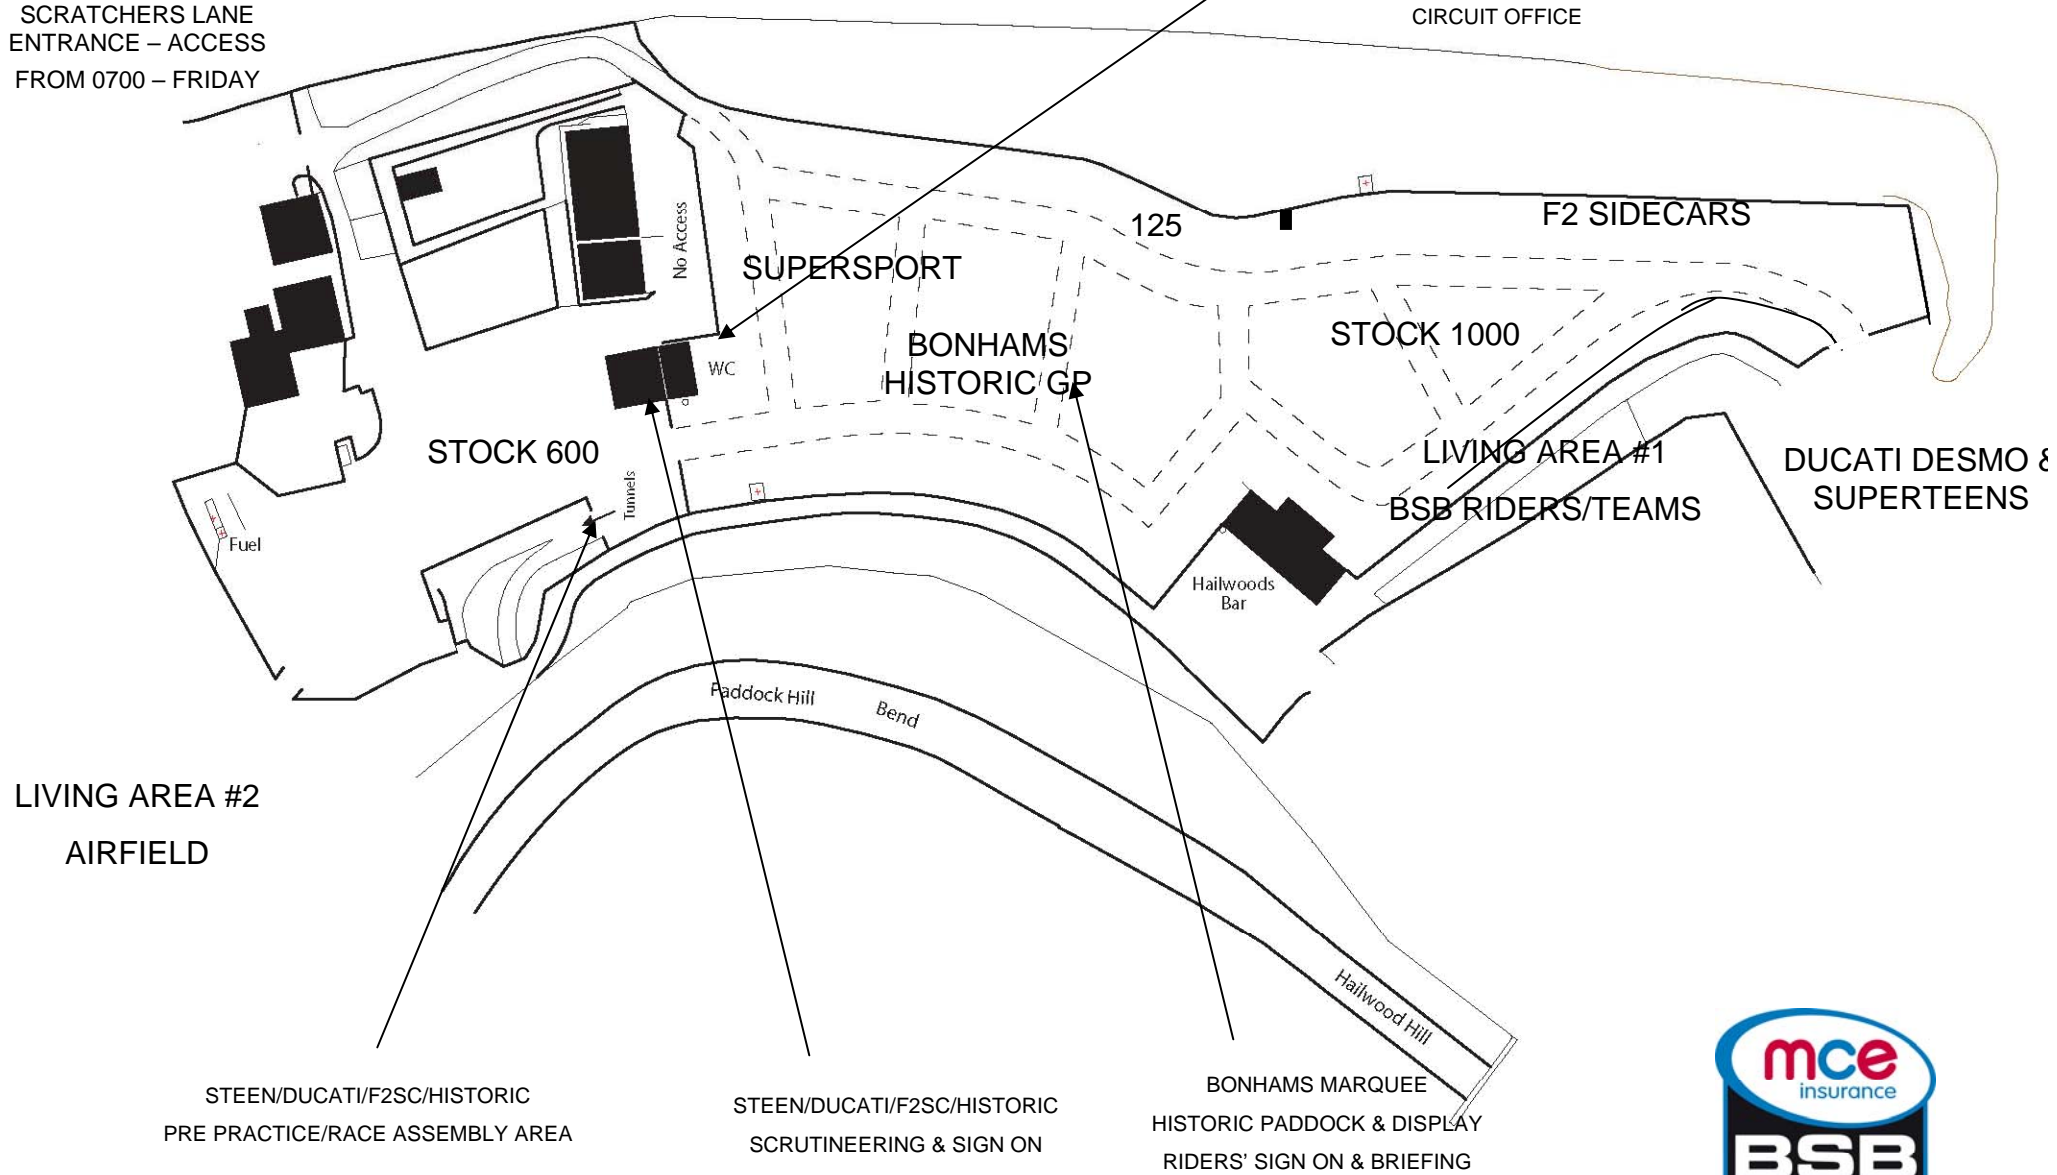 SCRATCHERS LANE
ENTRANCE – ACCESS
FROM 0700 – FRIDAY
CIRCUIT OFFICE
No Access
125
F2 SIDECARS
SUPERSPORT
BONHAMS
HISTORIC GP
STOCK 1000
WC
STOCK 600
Tunnels
Fuel
LIVING AREA #1
BSB RIDERS/TEAMS
DUCATI DESMO &
SUPERTEENS
Hailwoods
Bar
Paddock Hill
Bend
LIVING AREA #2
AIRFIELD
Hailwood Hill
STEEN/DUCATI/F2SC/HISTORIC
PRE PRACTICE/RACE ASSEMBLY AREA
STEEN/DUCATI/F2SC/HISTORIC
SCRUTINEERING & SIGN ON
BONHAMS MARQUEE
HISTORIC PADDOCK & DISPLAY
RIDERS’ SIGN ON & BRIEFING
mce
insurance
BSB